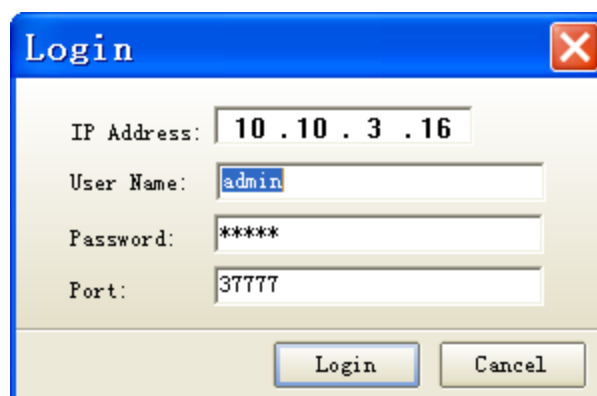 Login
IP Address: 10 .10 . 3 .16
User Name: admin
Password: *****
Port: 37777
Login Cancel